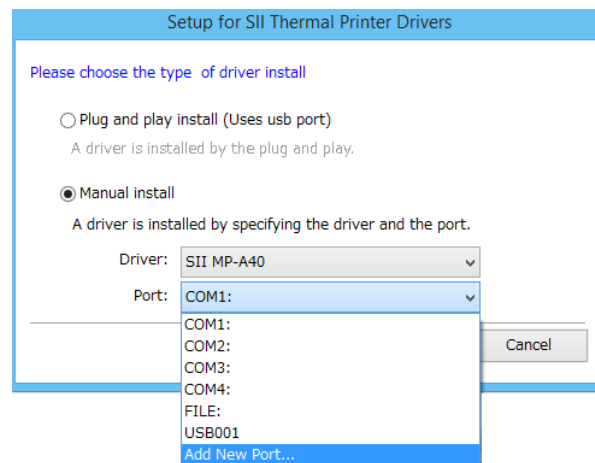 Setup for SII Thermal Printer Drivers
Please choose the type of driver install
Plug and play install (Uses usb port)
A driver is installed by the plug and play.
Manual install
A driver is installed by specifying the driver and the port.
Driver: SII MP-A40
Port: COM1:
COM1:
COM2:
COM3:
Cancel
COM4:
FILE:
USB001
Add New Port...